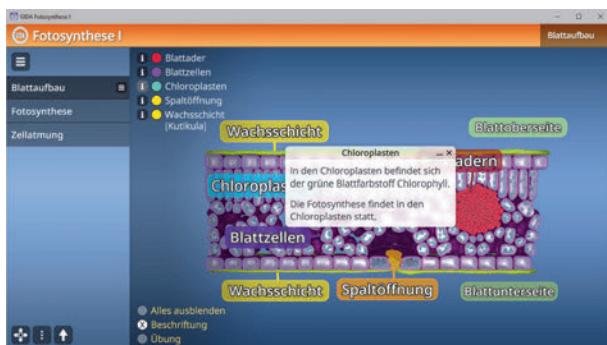 GIDA Fotosynthese I
Fotosynthese I
Blattaufbau
Blattaufbau
Fotosynthese
Zellatmung
Blattader
Blattzellen
Chloroplasten
Spaltöffnung
Wachsschicht
(Kutikula)
Wachsschicht
Blattoberseite
Chloroplasten
In den Chloroplasten befindet sich
der grüne Blattfarbstoff Chlorophyll.
Die Fotosynthese findet in den
Chloroplasten statt.
adern
Chloroplas
Blattzellen
Wachsschicht
Spaltöffnung
Blattunterseite
Alles ausblenden
Beschriftung
Übung